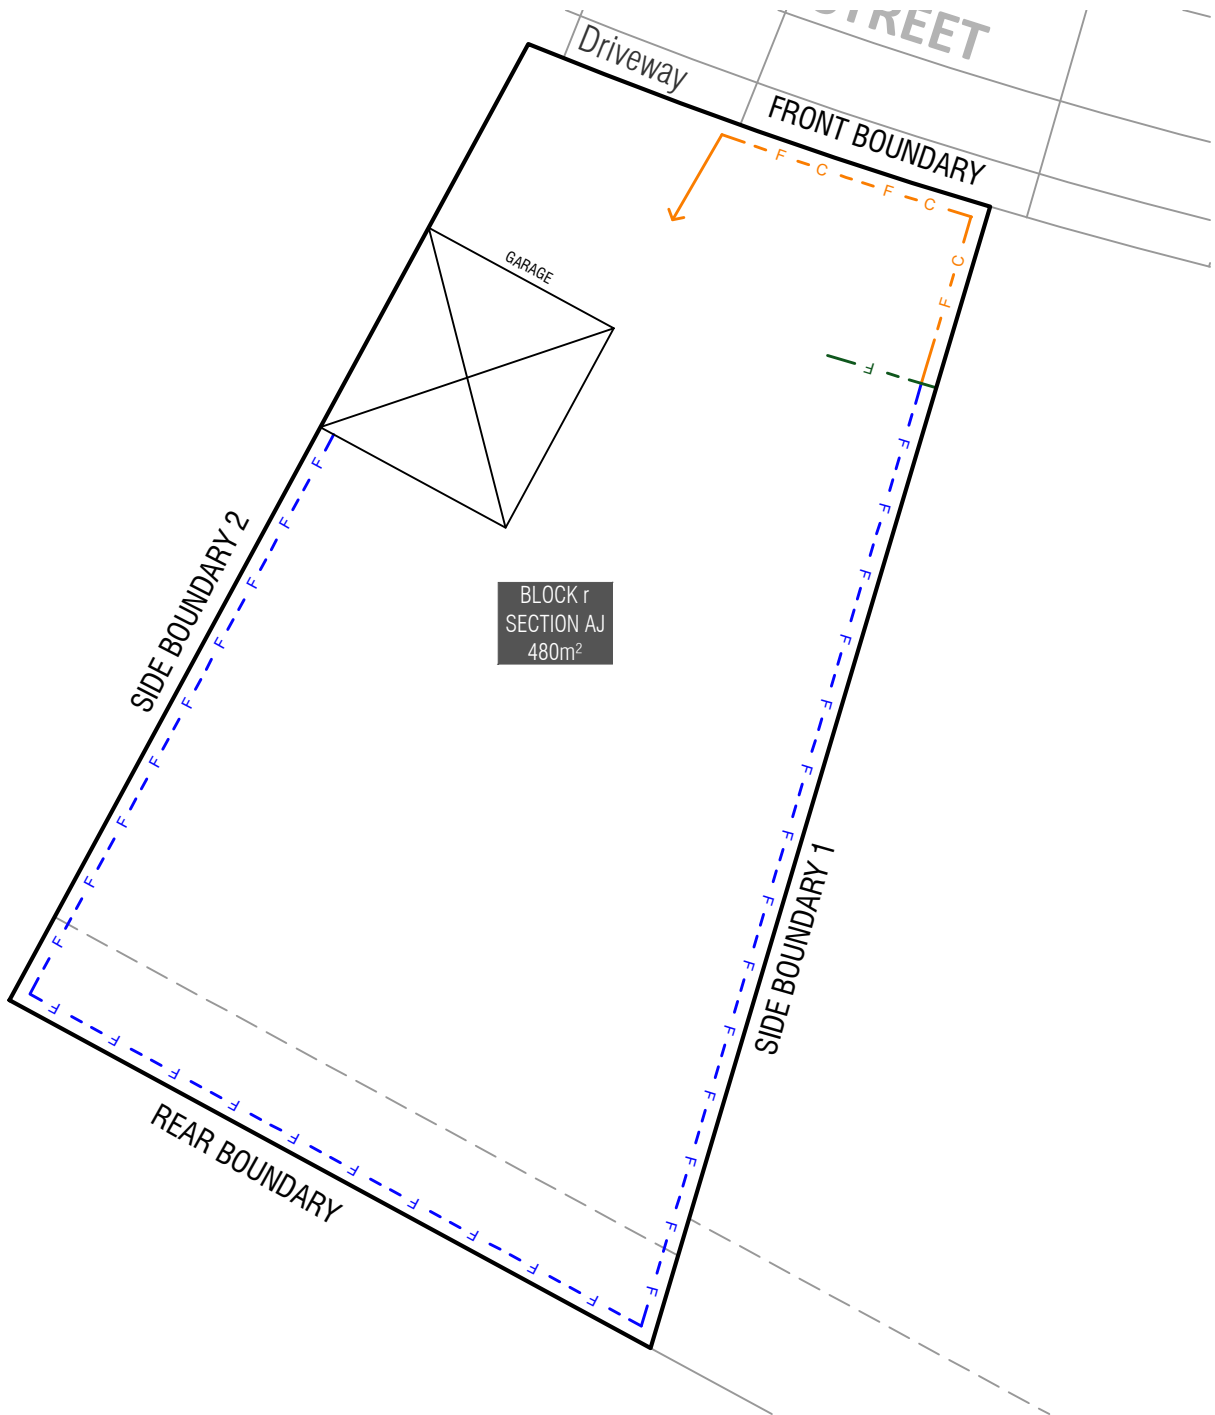 STREET
Driveway
FRONT BOUNDARY
F C F C
C
F
GARAGE
F
SIDE BOUNDARY 2
F F F F F F F F F
BLOCK r
SECTION AJ
480m²
F F F F F F F F F F F F F F
SIDE BOUNDARY 1
F F F F F F F F F F
REAR BOUNDARY